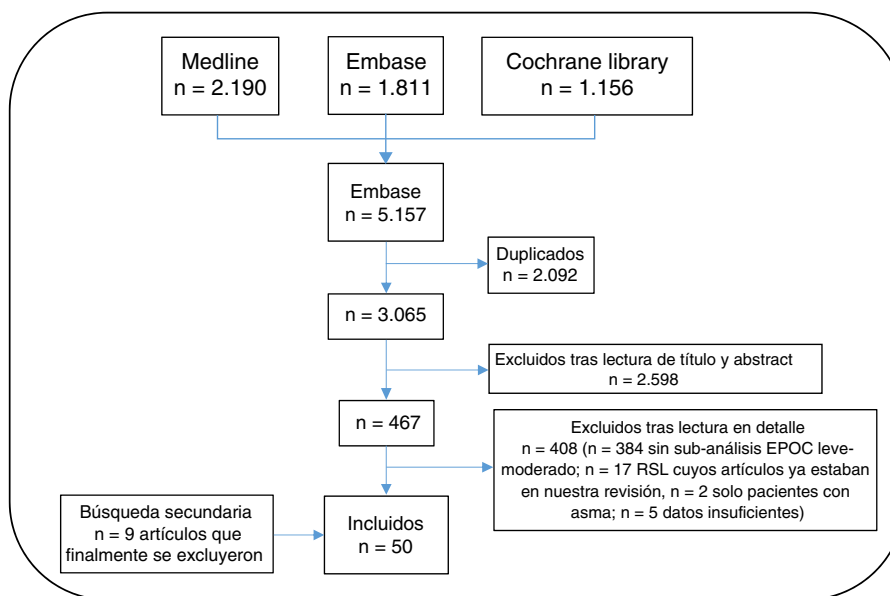 Medline
n = 2.190
Embase
n = 1.811
Cochrane library
n = 1.156
Embase
n = 5.157
Duplicados
n = 2.092
n = 3.065
Excluidos tras lectura de título y abstract
n = 2.598
n = 467
Excluidos tras lectura en detalle
n = 408 (n = 384 sin sub-análisis EPOC leve-
moderado; n = 17 RSL cuyos artículos ya estaban
en nuestra revisión, n = 2 solo pacientes con
asma; n = 5 datos insuficientes)
Búsqueda secundaria
n = 9 artículos que
finalmente se excluyeron
Incluidos
n = 50